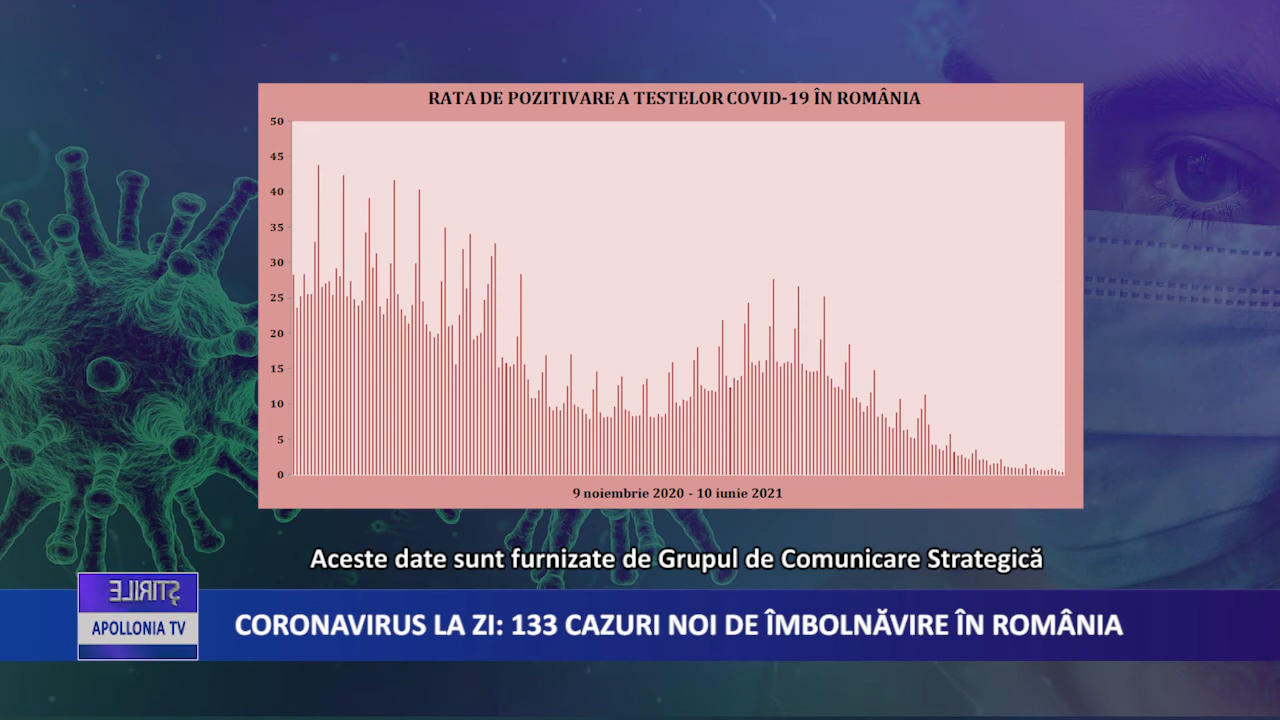 RATA DE POZITIVARE A TESTELOR COVID-19 ÎN ROMÂNIA
50
45
40
35
30
25
20
15
10
5
0
9 noiembrie 2020 - 10 iunie 2021
Aceste date sunt furnizate de Grupul de Comunicare Strategică
ŞTIRILE
APOLLONIA TV
CORONAVIRUS LA ZI: 133 CAZURI NOI DE ÎMBOLNĂVIRE ÎN ROMÂNIA